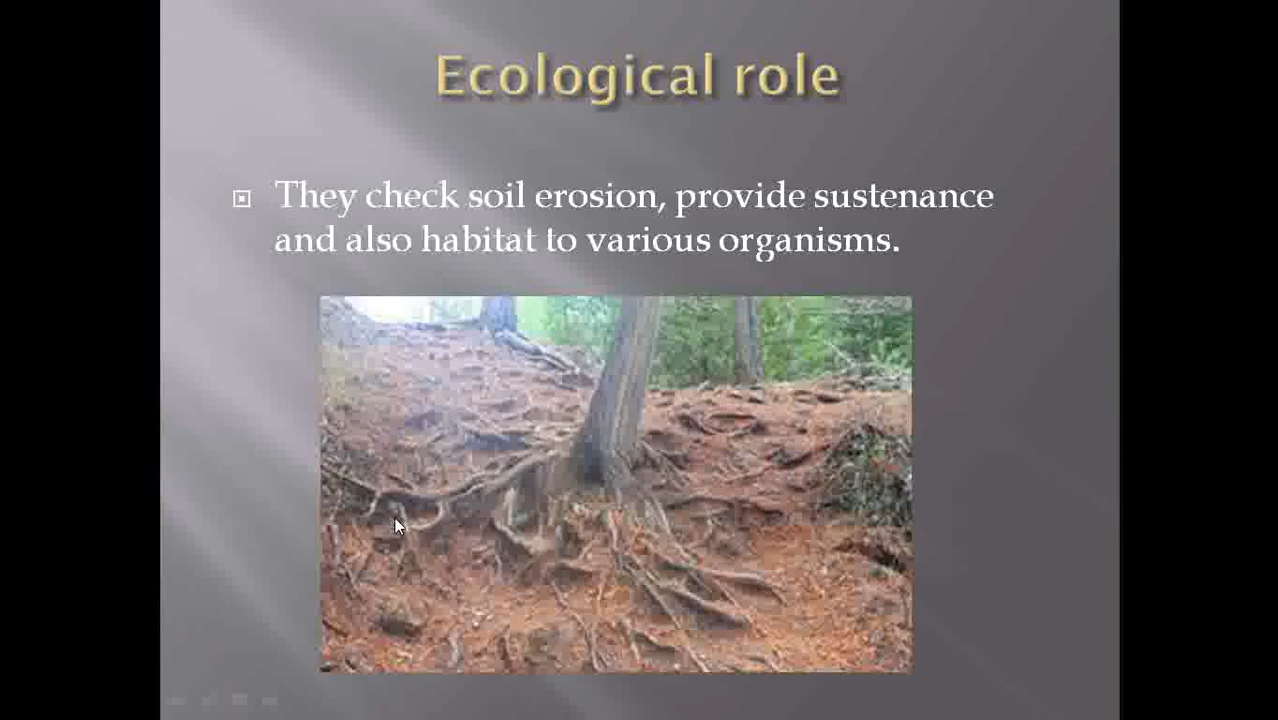 Ecological role
They check soil erosion, provide sustenance
and also habitat to various organisms.